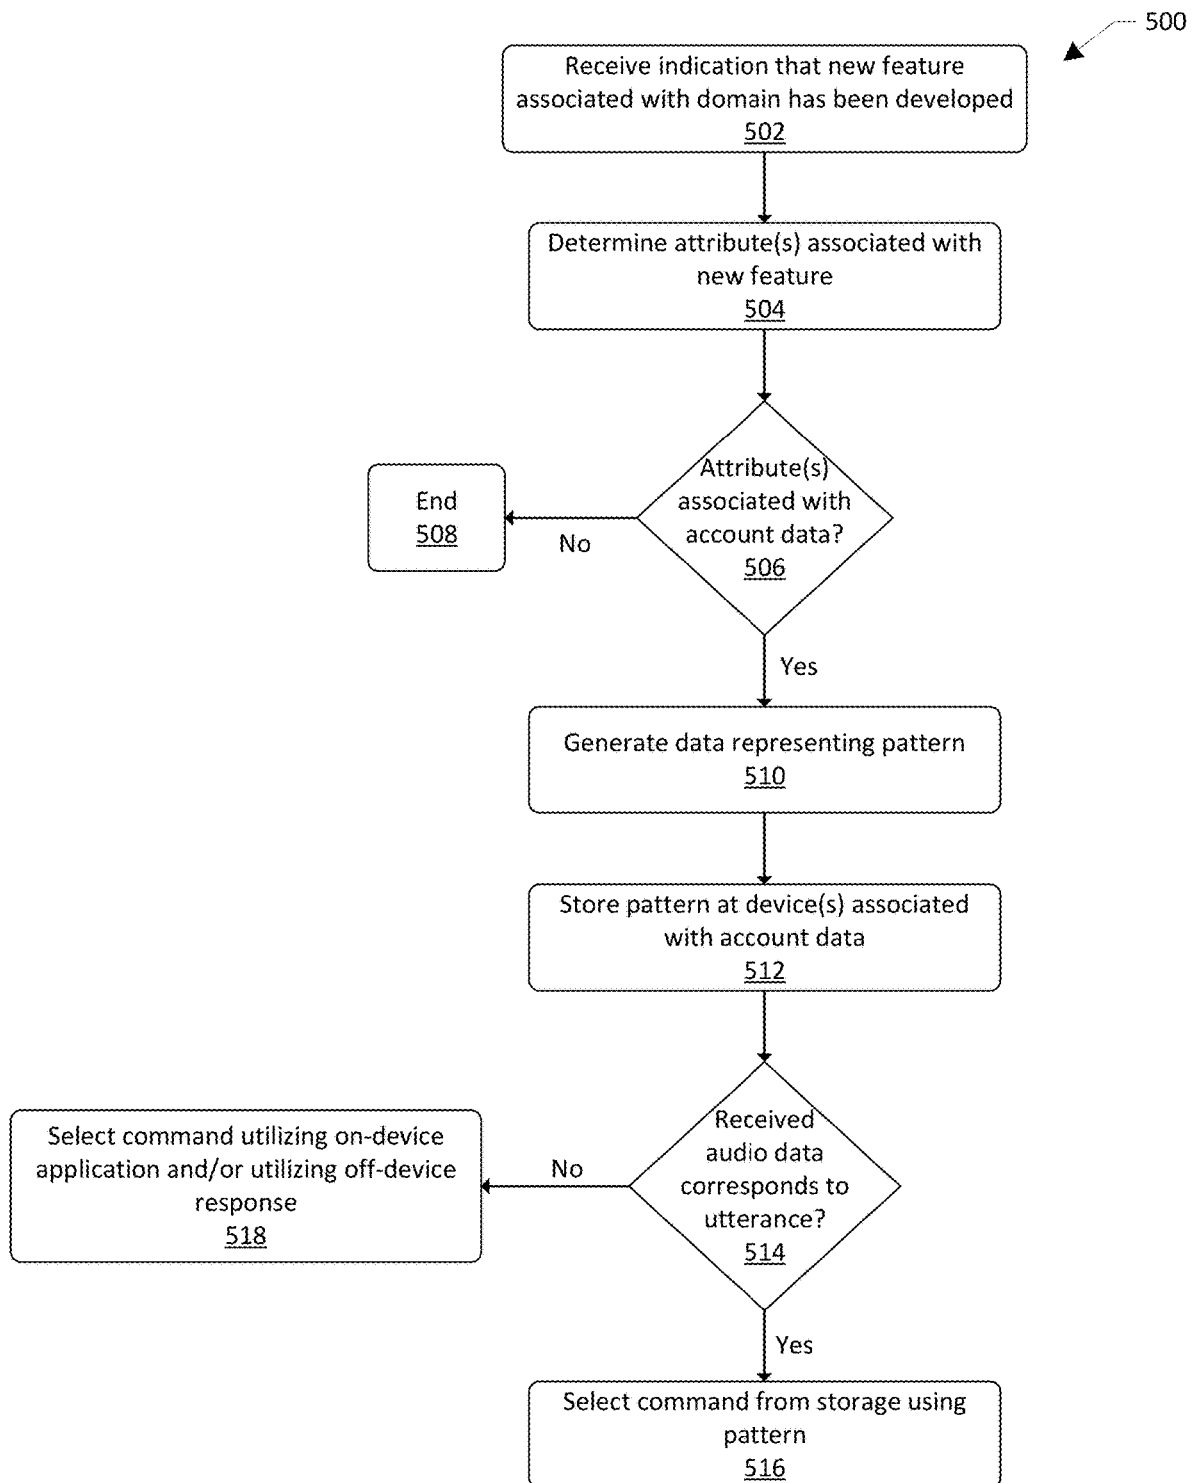 500
Receive indication that new feature
associated with domain has been developed
502
Determine attribute(s) associated with
new feature
504
Attribute(s)
associated with
account data?
506
End
508
No
Yes
Generate data representing pattern
510
Store pattern at device(s) associated
with account data
512
Received
audio data
corresponds to
utterance?
514
No
Select command utilizing on-device
application and/or utilizing off-device
response
518
Yes
Select command from storage using
pattern
516